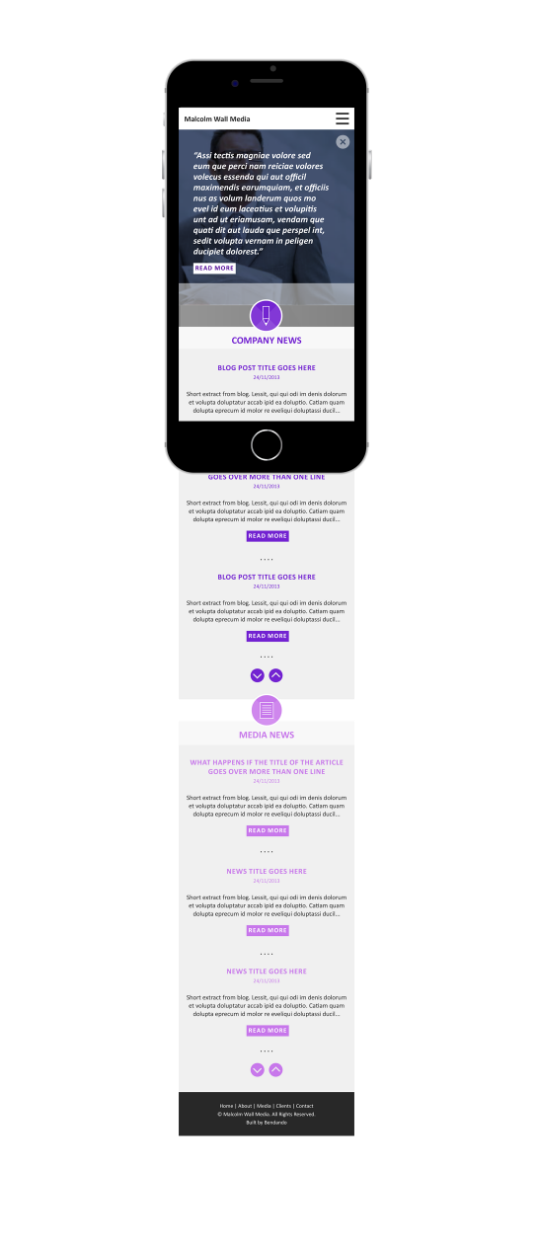 Malcolm Wall Media
“Assi tectis magniae volore sed
eum que perci nam reiciae volores
volecus essenda qui aut officil
maximendis earumquiam, et officiis
nus as volum landerum quas mo
evel id eum laceatius et volupitis
unt ad ut eriamusam, vendam que
quati dit aut lauda que perspel int,
sedit volupta vernam in peligen
duciplet dolorest.”
READ MORE
COMPANY NEWS
BLOG POST TITLE GOES HERE
24/11/2013
Short extract from blog. Lessit, qui qui odi im denis dolorum
et volupta doluptatur accab ipid ea doluptio. Catiam quam
dolupta eprecum id molor re eveliqui doluptassi ducil...
GOES OVER MORE THAN ONE LINE
24/11/2013
Short extract from blog. Lessit, qui qui odi im denis dolorum
et volupta doluptatur accab ipid ea doluptio. Catiam quam
dolupta eprecum id molor re eveliqui doluptassi ducil...
READ MORE
BLOG POST TITLE GOES HERE
24/11/2013
Short extract from blog. Lessit, qui qui odi im denis dolorum
et volupta doluptatur accab ipid ea doluptio. Catiam quam
dolupta eprecum id molor re eveliqui doluptassi ducil...
READ MORE
MEDIA NEWS
WHAT HAPPENS IF THE TITLE OF THE ARTICLE
GOES OVER MORE THAN ONE LINE
24/11/2013
Short extract from blog. Lessit, qui qui odi im denis dolorum
et volupta doluptatur accab ipid ea doluptio. Catiam quam
dolupta eprecum id molor re eveliqui doluptassi ducil...
READ MORE
NEWS TITLE GOES HERE
24/11/2013
Short extract from blog. Lessit, qui qui odi im denis dolorum
et volupta doluptatur accab ipid ea doluptio. Catiam quam
dolupta eprecum id molor re eveliqui doluptassi ducil...
READ MORE
NEWS TITLE GOES HERE
24/11/2013
Short extract from blog. Lessit, qui qui odi im denis dolorum
et volupta doluptatur accab ipid ea doluptio. Catiam quam
dolupta eprecum id molor re eveliqui doluptassi ducil...
READ MORE
Home | About | Media | Clients | Contact
© Malcolm Wall Media. All Rights Reserved.
Built by Bandando